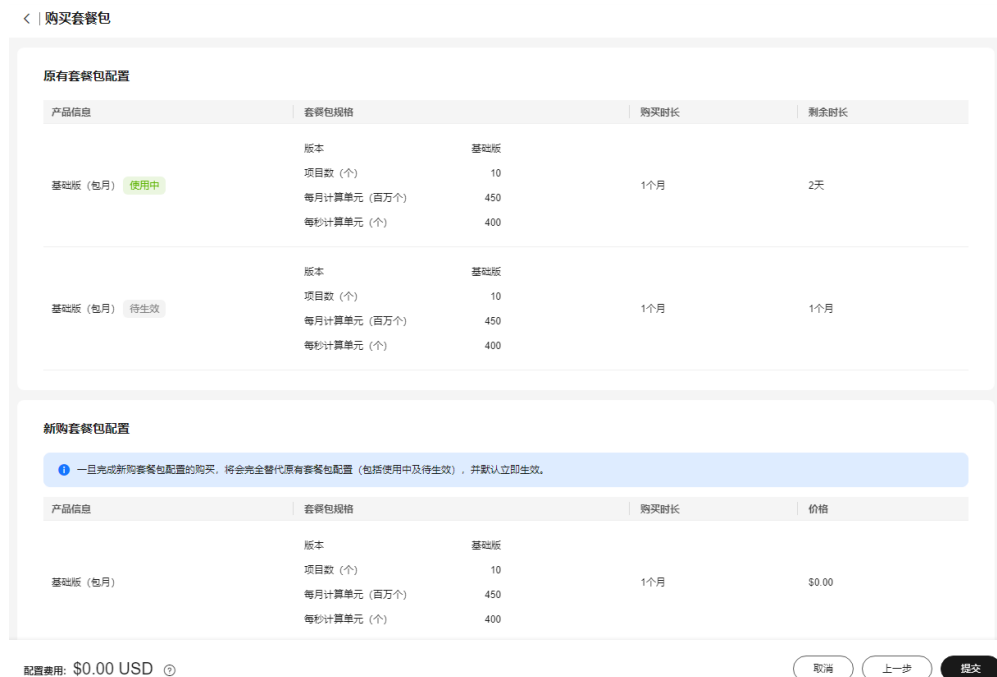 购买套餐包
原有套餐包配置
产品信息 套餐包规格 购买时长 剩余时长
版本 基础版
项目数（个） 10
基础版（包月） 使用中 1个月 2天
每月计算单元（百万个） 450
每秒计算单元（个） 400
版本 基础版
项目数（个） 10
基础版（包月） 待生效 1个月 1个月
每月计算单元（百万个） 450
每秒计算单元（个） 400
新购套餐包配置
一旦完成新购套餐包配置的购买，将会完全替代原有套餐包配置（包括使用中及待生效），并默认立即生效。
产品信息 套餐包规格 购买时长 价格
版本 基础版
项目数（个） 10
基础版（包月） 1个月 $0.00
每月计算单元（百万个） 450
每秒计算单元（个） 400
配置费用: $0.00 USD 取消 上一步 提交